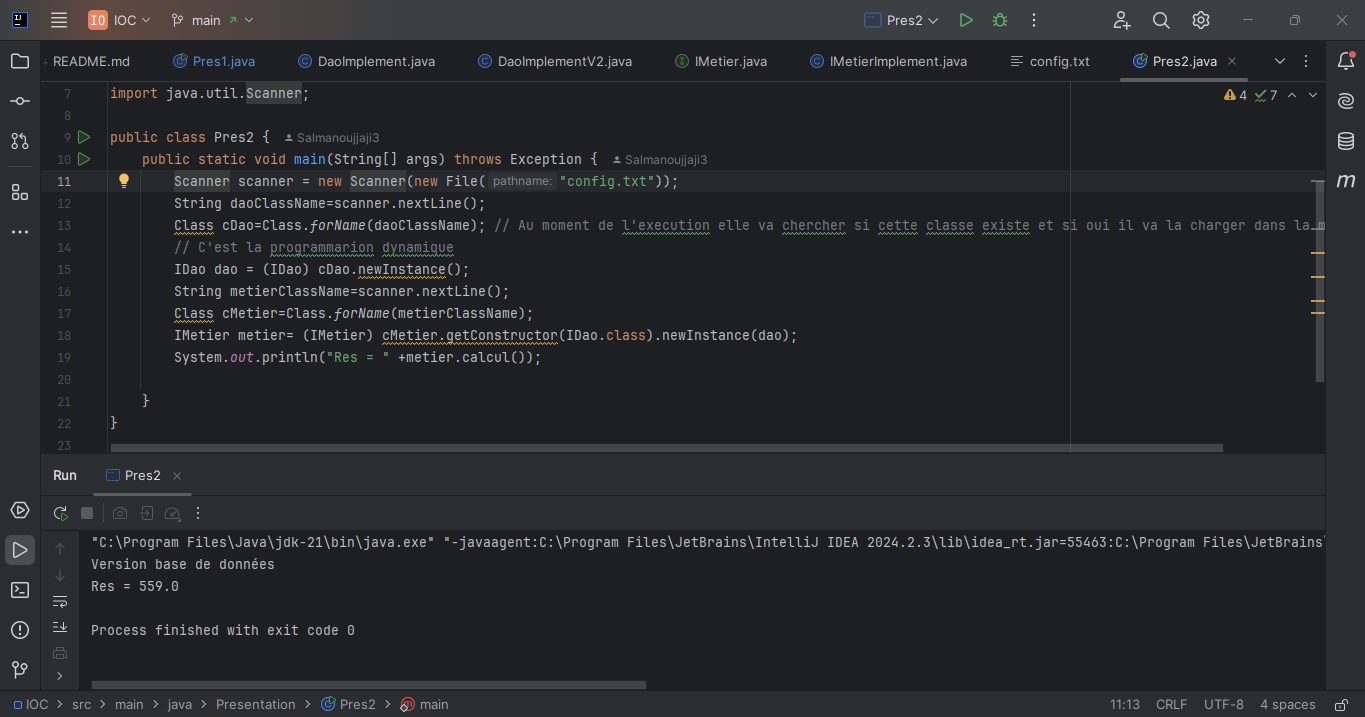 IO IOC main Pres2
README.md Pres1.java DaoImplement.java DaoImplementV2.java IMetier.java IMetierImplement.java config.txt Pres2.java
7 import java.util.Scanner; 4 7
8
9 public class Pres2 { Salmanoujjaji3
10 public static void main(String[] args) throws Exception { Salmanoujjaji3
11 Scanner scanner = new Scanner(new File( pathname: "config.txt"));
12 String daoClassName=scanner.nextLine();
13 Class cDao=Class.forName(daoClassName); // Au moment de l'execution elle va chercher si cette classe existe et si oui il va la charger dans la m
14 // C'est la programmarion dynamique
15 IDao dao = (IDao) cDao.newInstance();
16 String metierClassName=scanner.nextLine();
17 Class cMetier=Class.forName(metierClassName);
18 IMetier metier= (IMetier) cMetier.getConstructor(IDao.class).newInstance(dao);
19 System.out.println("Res = " +metier.calcul());
20
21 }
22 }
23
Run Pres2
"C:\Program Files\Java\jdk-21\bin\java.exe" "-javaagent:C:\Program Files\JetBrains\IntelliJ IDEA 2024.2.3\lib\idea_rt.jar=55463:C:\Program Files\JetBrains\
Version base de données
Res = 559.0
Process finished with exit code 0
IOC > src > main > java > Presentation > Pres2 > main 11:13 CRLF UTF-8 4 spaces